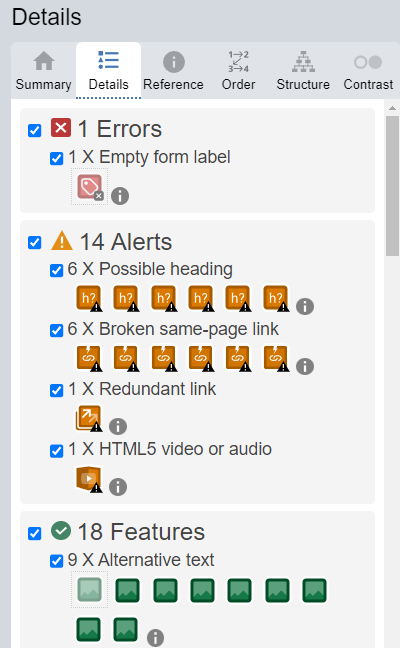 Details
Summary Details Reference Order Structure Contrast
1 Errors
1 X Empty form label
14 Alerts
6 X Possible heading
h? h? h? h? h? h?
6 X Broken same-page link
1 X Redundant link
1 X HTML5 video or audio
18 Features
9 X Alternative text